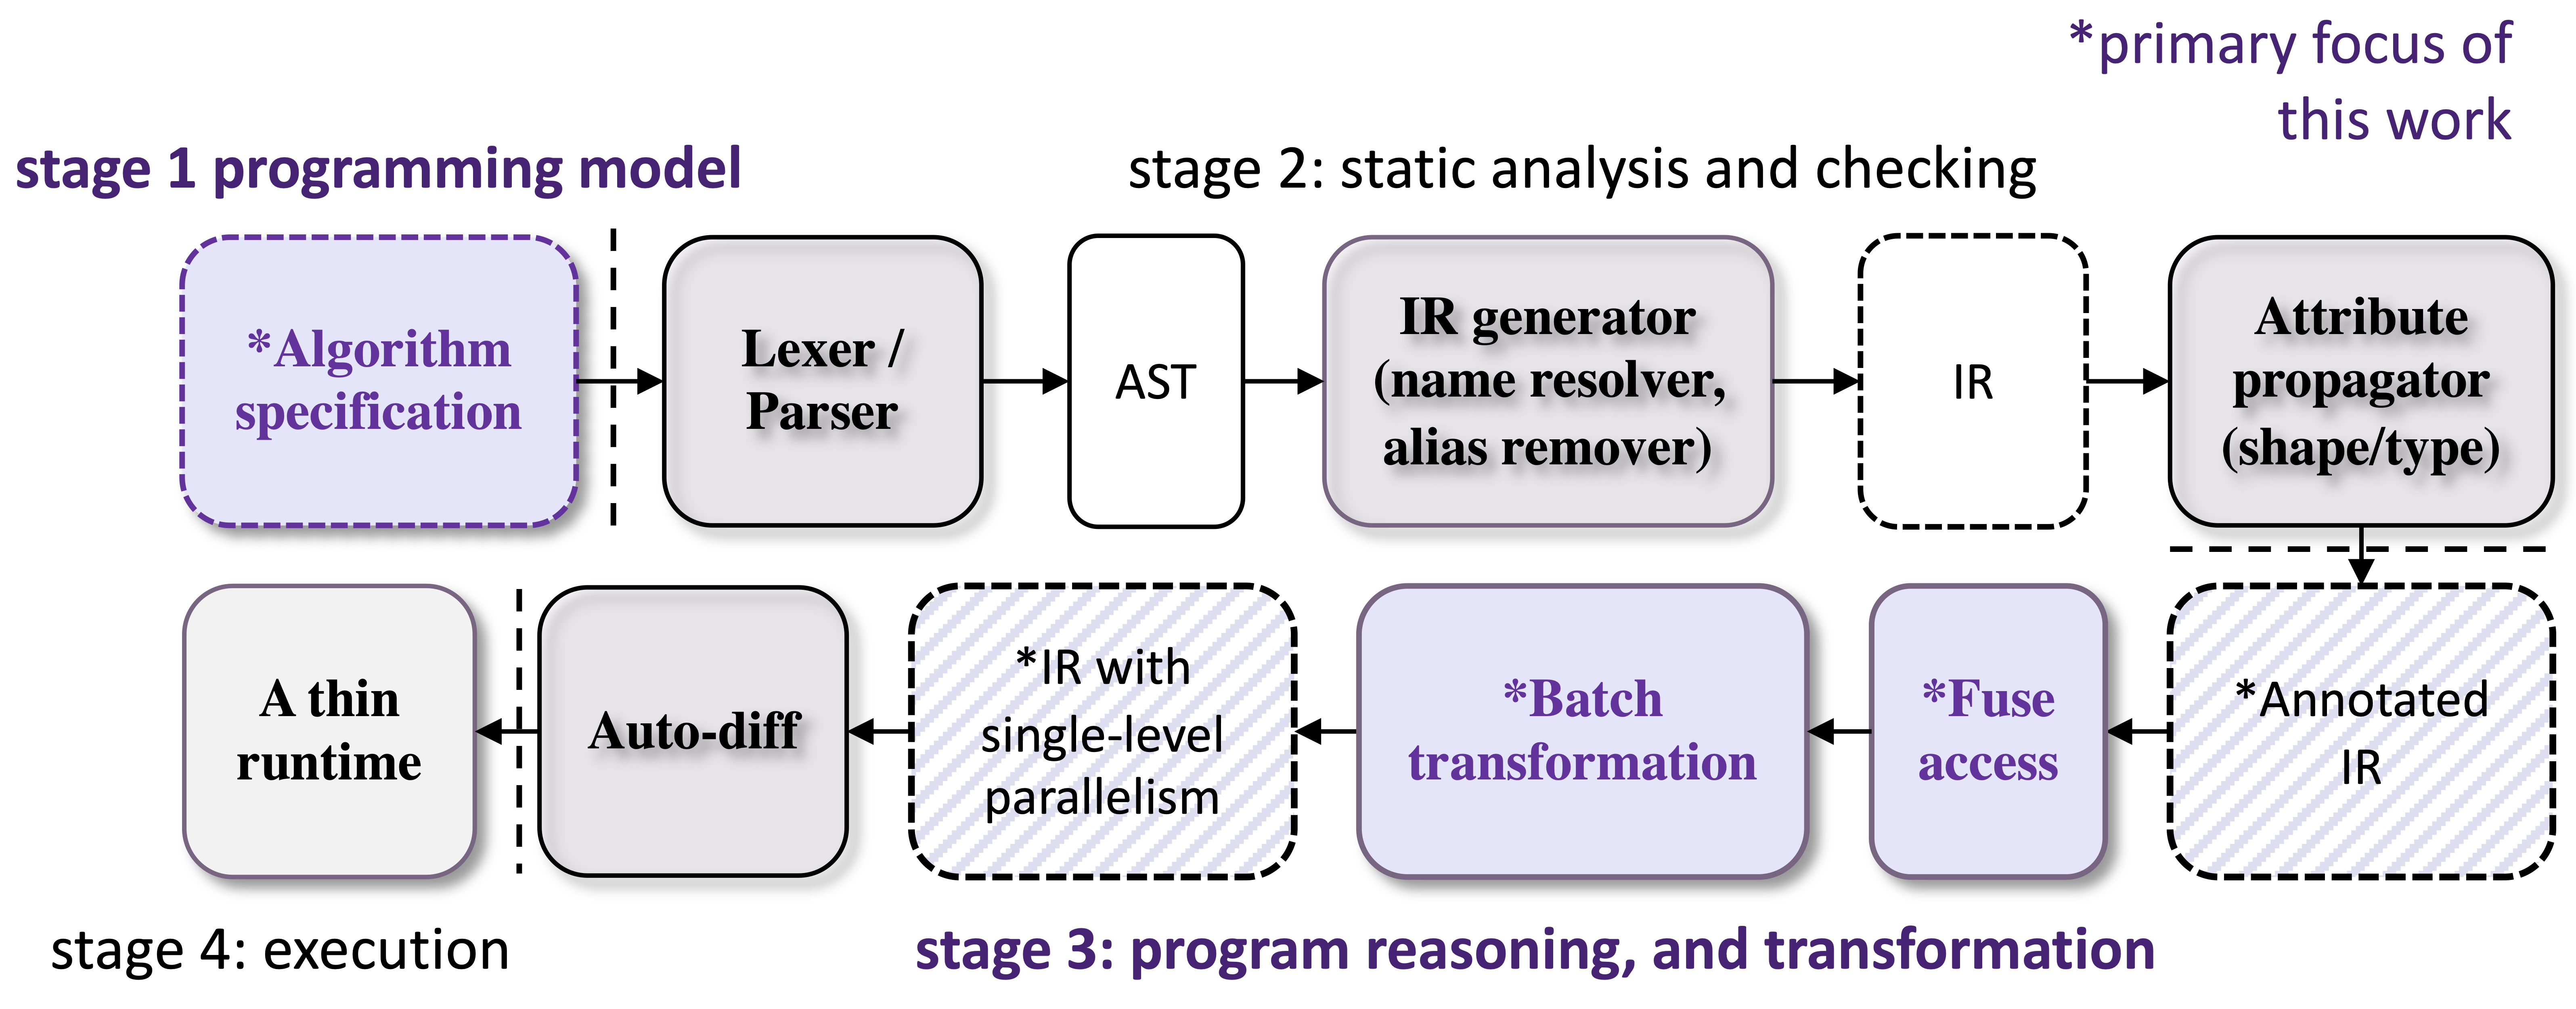 *primary focus of
this work
stage 1 programming model
stage 2: static analysis and checking
*Algorithm
specification
Lexer /
Parser
AST
IR generator
(name resolver,
alias remover)
IR
Attribute
propagator
(shape/type)
A thin
runtime
Auto-diff
*IR with
single-level
parallelism
*Batch
transformation
*Fuse
access
*Annotated
IR
stage 4: execution
stage 3: program reasoning, and transformation